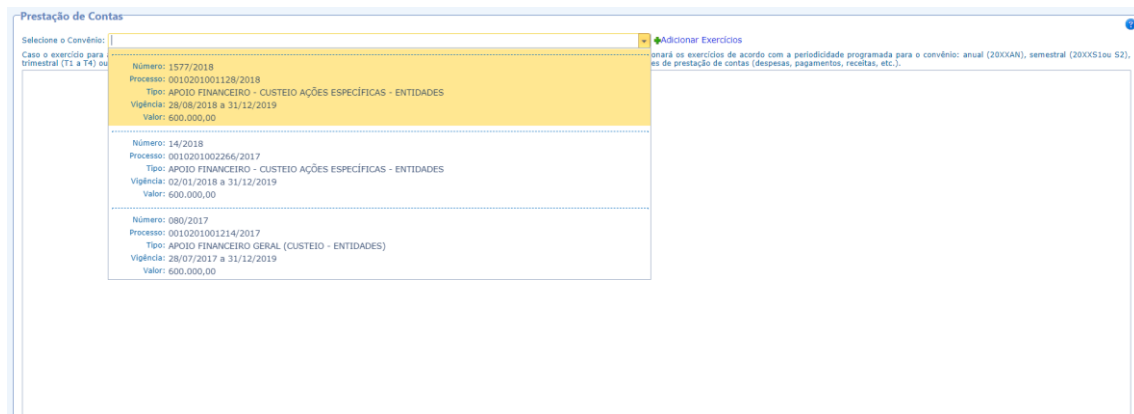 Prestação de Contas
Selecione o Convênio:
Adicionar Exercícios
Caso o exercício para
onará os exercícios de acordo com a periodicidade programada para o convênio: anual (20XXAN), semestral (20XXS1ou S2),
trimestral (T1 a T4) ou
es de prestação de contas (despesas, pagamentos, receitas, etc.).
Número: 1577/2018
Processo: 0010201001128/2018
Tipo: APOIO FINANCEIRO - CUSTEIO AÇÕES ESPECÍFICAS - ENTIDADES
Vigência: 28/08/2018 a 31/12/2019
Valor: 600.000,00
Número: 14/2018
Processo: 0010201002266/2017
Tipo: APOIO FINANCEIRO - CUSTEIO AÇÕES ESPECÍFICAS - ENTIDADES
Vigência: 02/01/2018 a 31/12/2019
Valor: 600.000,00
Número: 080/2017
Processo: 0010201001214/2017
Tipo: APOIO FINANCEIRO GERAL (CUSTEIO - ENTIDADES)
Vigência: 28/07/2017 a 31/12/2019
Valor: 600.000,00